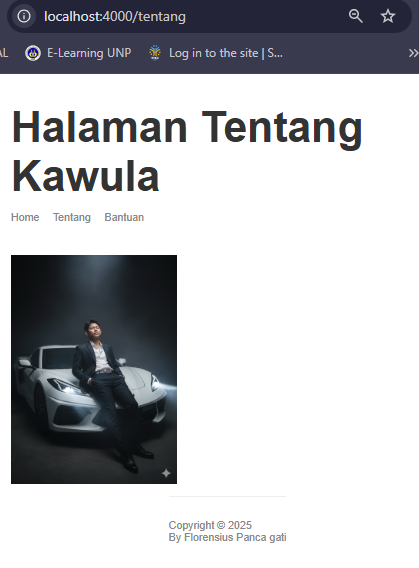 localhost:4000/tentang
AL E-Learning UNP Log in to the site | S...
Halaman Tentang
Kawula
Home Tentang Bantuan
Copyright © 2025
By Florensius Panca gati